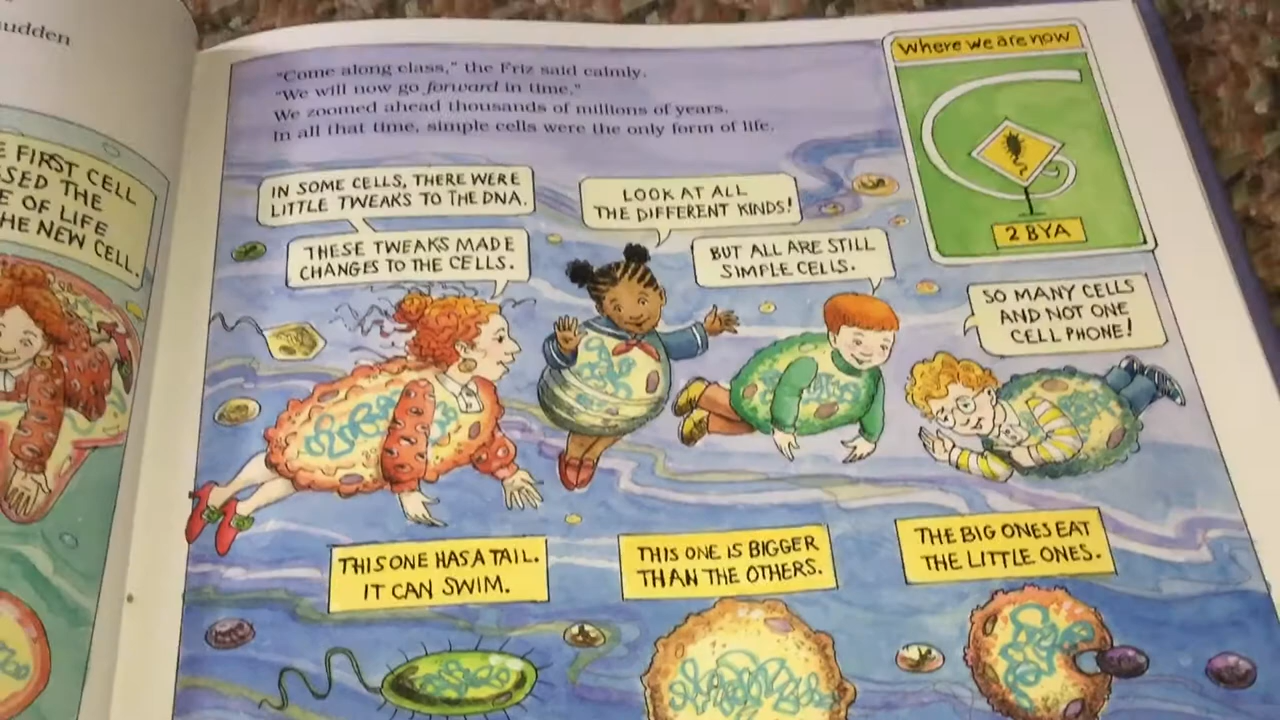 udden
E FIRST CELL
SSED THE
E OF LIFE
HE NEW CELL.
"Come along class," the Friz said calmly.
"We will now go forward in time."
We zoomed ahead thousands of millions of years.
In all that time, simple cells were the only form of life.
Where we are now
2 BYA
IN SOME CELLS, THERE WERE
LITTLE TWEAKS TO THE DNA.
THESE TWEAKS MADE
CHANGES TO THE CELLS.
LOOK AT ALL
THE DIFFERENT KINDS!
BUT ALL ARE STILL
SIMPLE CELLS.
SO MANY CELLS
AND NOT ONE
CELL PHONE!
THIS ONE HAS A TAIL.
IT CAN SWIM.
THIS ONE IS BIGGER
THAN THE OTHERS.
THE BIG ONES EAT
THE LITTLE ONES.